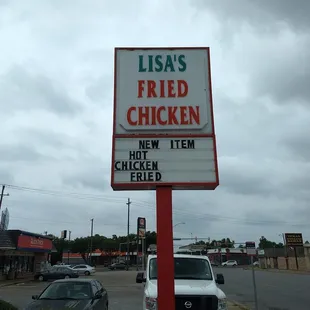 LISA'S
FRIED
CHICKEN
NEW ITEM
HOT
CHICKEN
FRIED